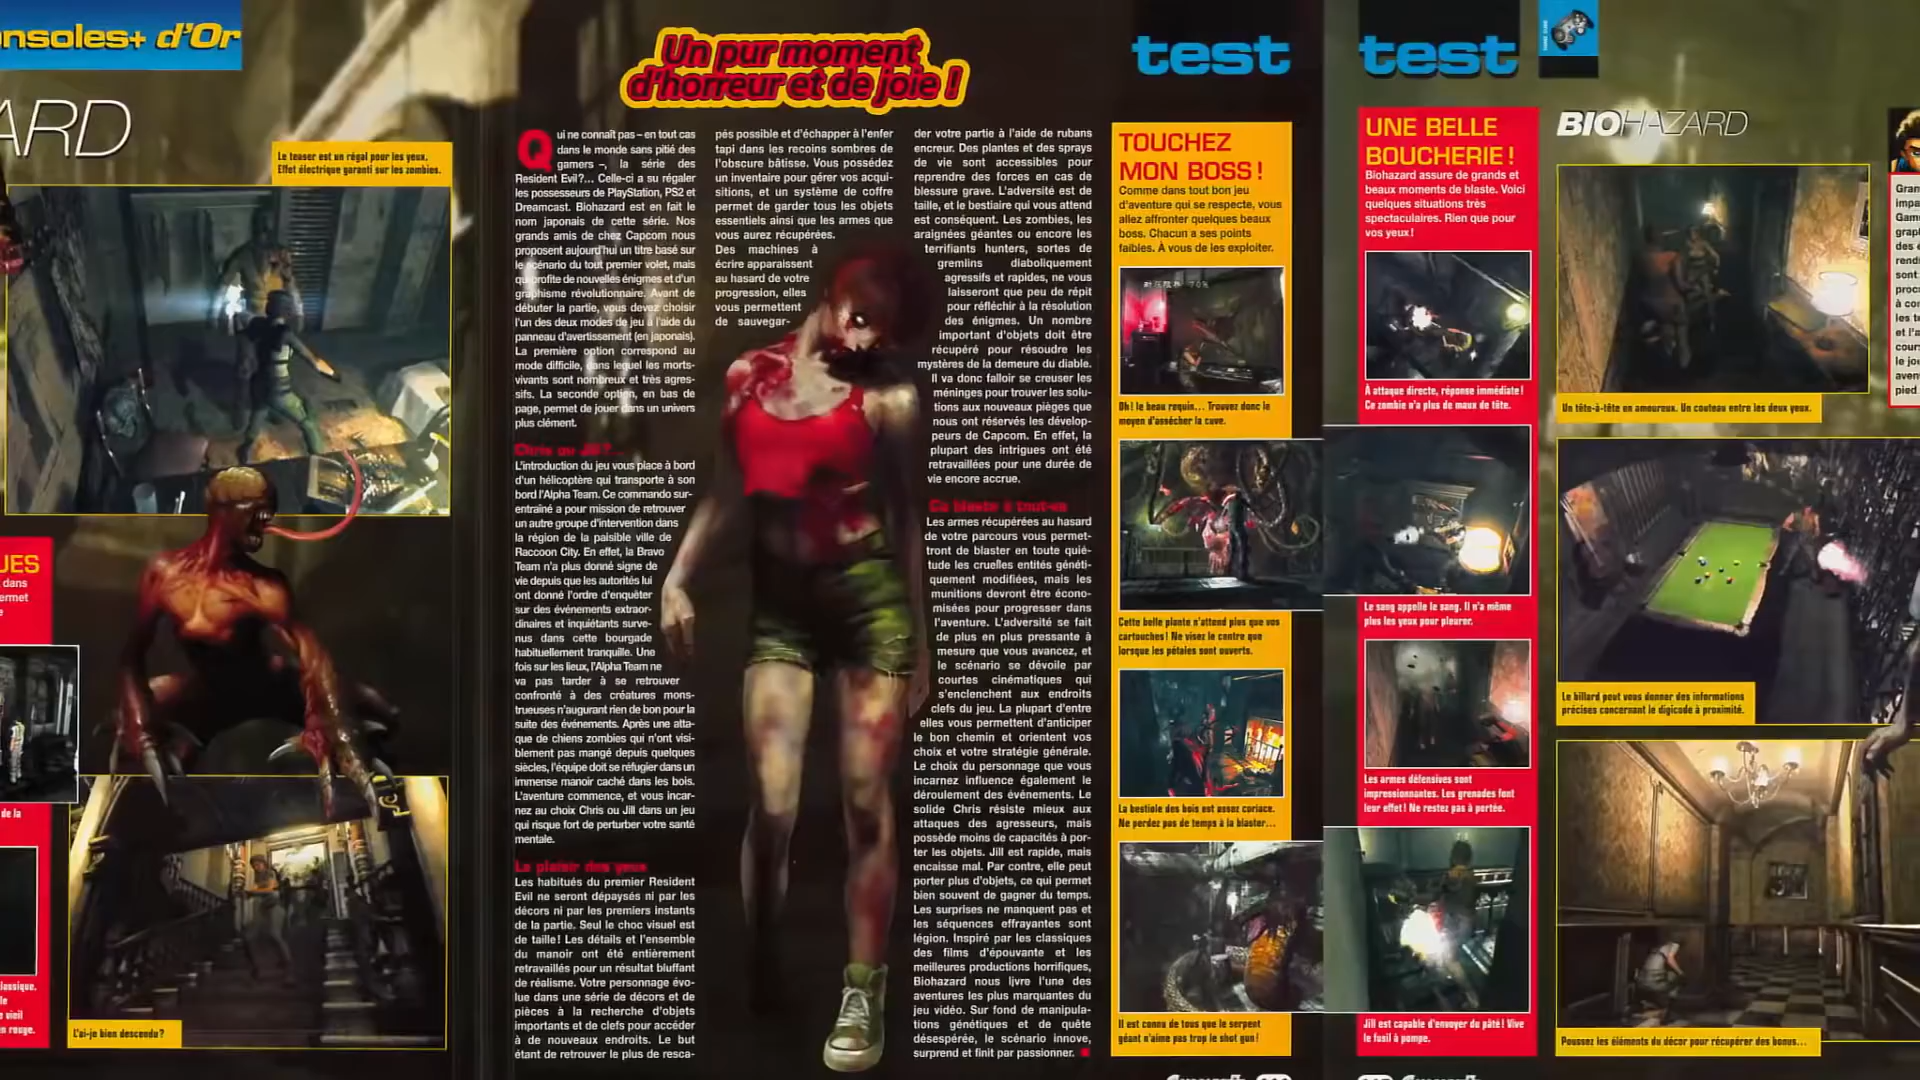 nsoles+ d'Or
ARD
Le teaser est un régal pour les yeux.
Effet électrique garanti sur les zombies.
UES
dans
ermet
e
de la
lassique.
le
e vieil
n rouge.
L'ai-je bien descendu?
Un pur moment
d'horreur et de joie !
Qui ne connaît pas – en tout cas
dans le monde sans pitié des
gamers –, la série des
Resident Evil?... Celle-ci a su régaler
les possesseurs de PlayStation, PS2 et
Dreamcast. Biohazard est en fait le
nom japonais de cette série. Nos
grands amis de chez Capcom nous
proposent aujourd'hui un titre basé sur
le scénario du tout premier volet, mais
qui profite de nouvelles énigmes et d'un
graphisme révolutionnaire. Avant de
débuter la partie, vous devez choisir
l'un des deux modes de jeu à l'aide du
panneau d'avertissement (en japonais).
La première option correspond au
mode difficile, dans lequel les morts-
vivants sont nombreux et très agres-
sifs. La seconde option, en bas de
page, permet de jouer dans un univers
plus clément.
Chris ou Jill?...
L'introduction du jeu vous place à bord
d'un hélicoptère qui transporte à son
bord l'Alpha Team. Ce commando sur-
entraîné a pour mission de retrouver
un autre groupe d'intervention dans
la région de la paisible ville de
Raccoon City. En effet, la Bravo
Team n'a plus donné signe de
vie depuis que les autorités lui
ont donné l'ordre d'enquêter
sur des événements extraor-
dinaires et inquiétants surve-
nus dans cette bourgade
habituellement tranquille. Une
fois sur les lieux, l'Alpha Team ne
va pas tarder à se retrouver
confronté à des créatures mons-
trueuses n'augurant rien de bon pour la
suite des événements. Après une atta-
que de chiens zombies qui n'ont visi-
blement pas mangé depuis quelques
siècles, l'équipe doit se réfugier dans un
immense manoir caché dans les bois.
L'aventure commence, et vous incar-
nez au choix Chris ou Jill dans un jeu
qui risque fort de perturber votre santé
mentale.
Le plaisir des yeux
Les habitués du premier Resident
Evil ne seront dépaysés ni par les
décors ni par les premiers instants
de la partie. Seul le choc visuel est
de taille! Les détails et l'ensemble
du manoir ont été entièrement
retravaillés pour un résultat bluffant
de réalisme. Votre personnage évo-
lue dans une série de décors et de
pièces à la recherche d'objets
importants et de clefs pour accéder
à de nouveaux endroits. Le but
étant de retrouver le plus de resca-
pés possible et d'échapper à l'enfer
tapi dans les recoins sombres de
l'obscure bâtisse. Vous possédez
un inventaire pour gérer vos acqui-
sitions, et un système de coffre
permet de garder tous les objets
essentiels ainsi que les armes que
vous aurez récupérées.
Des machines à
écrire apparaissent
au hasard de votre
progression, elles
vous permettent
de sauvegar-
der votre partie à l'aide de rubans
encreur. Des plantes et des sprays
de vie sont accessibles pour
reprendre des forces en cas de
blessure grave. L'adversité est de
taille, et le bestiaire qui vous attend
est conséquent. Les zombies, les
araignées géantes ou encore les
terrifiants hunters, sortes de
gremlins diaboliquement
agressifs et rapides, ne vous
laisseront que peu de répit
pour réfléchir à la résolution
des énigmes. Un nombre
important d'objets doit être
récupéré pour résoudre les
mystères de la demeure du diable.
Il va donc falloir se creuser les
méninges pour trouver les solu-
tions aux nouveaux pièges que
nous ont réservés les dévelop-
peurs de Capcom. En effet, la
plupart des intrigues ont été
retravaillées pour une durée de
vie encore accrue.
Ca blaste à tout-va
Les armes récupérées au hasard
de votre parcours vous permet-
tront de blaster en toute quié-
tude les cruelles entités généti-
quement modifiées, mais les
munitions devront être écono-
misées pour progresser dans
l'aventure. L'adversité se fait
de plus en plus pressante à
mesure que vous avancez, et
le scénario se dévoile par
courtes cinématiques qui
s'enclenchent aux endroits
clefs du jeu. La plupart d'entre
elles vous permettent d'anticiper
le bon chemin et orientent vos
choix et votre stratégie générale.
Le choix du personnage que vous
incarnez influence également le
déroulement des événements. Le
solide Chris résiste mieux aux
attaques des agresseurs, mais
possède moins de capacités à por-
ter les objets. Jill est rapide, mais
encaisse mal. Par contre, elle peut
porter plus d'objets, ce qui permet
bien souvent de gagner du temps.
Les surprises ne manquent pas et
les séquences effrayantes sont
légion. Inspiré par les classiques
des films d'épouvante et les
meilleures productions horrifiques,
Biohazard nous livre l'une des
aventures les plus marquantes du
jeu vidéo. Sur fond de manipula-
tions génétiques et de quête
désespérée, le scénario innove,
surprend et finit par passionner.
test
TOUCHEZ
MON BOSS !
Comme dans tout bon jeu
d'aventure qui se respecte, vous
allez affronter quelques beaux
boss. Chacun a ses points
faibles. À vous de les exploiter.
Oh! le beau requin... Trouvez donc le
moyen d'assécher la cuve.
Cette belle plante n'attend plus que vos
cartouches! Ne visez le centre que
lorsque les pétales sont ouverts.
La bestiole des bois est assez coriace.
Ne perdez pas de temps à la blaster...
Il est connu de tous que le serpent
géant n'aime pas trop le shot gun!
test
UNE BELLE
BOUCHERIE !
Biohazard assure de grands et
beaux moments de blaste. Voici
quelques situations très
spectaculaires. Rien que pour
vos yeux!
À attaque directe, réponse immédiate!
Ce zombie n'a plus de maux de tête.
Le sang appelle le sang. Il n'a même
plus les yeux pour pleurer.
Les armes défensives sont
impressionnantes. Les grenades font
leur effet! Ne restez pas à portée.
Jill est capable d'envoyer du pâté! Vive
le fusil à pompe.
BIOHAZARD
Un tête-à-tête en amoureux. Un couteau entre les deux yeux.
Le billard peut vous donner des informations
précises concernant le digicode à proximité.
Poussez les éléments du décor pour récupérer des bonus...
Gran
impa
Gam
grap
des e
rend
sont
proc
à co
les te
et l'a
cour
le jo
aven
pied